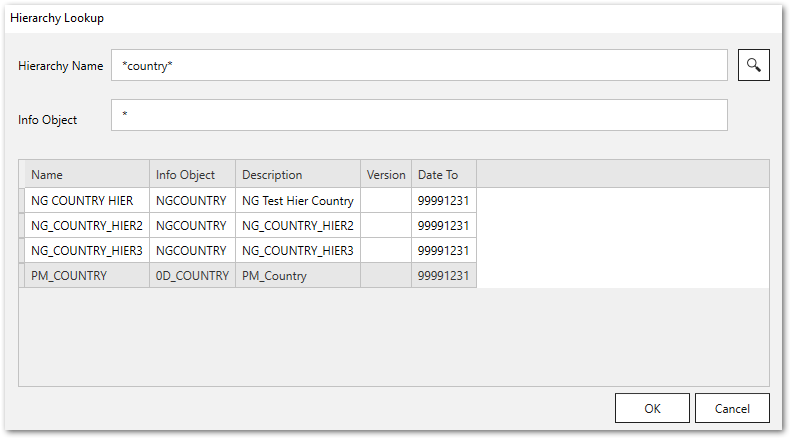 Hierarchy Lookup
Hierarchy Name *country*
Info Object *
Name Info Object Description Version Date To
NG COUNTRY HIER NGCOUNTRY NG Test Hier Country 99991231
NG_COUNTRY_HIER2 NGCOUNTRY NG_COUNTRY_HIER2 99991231
NG_COUNTRY_HIER3 NGCOUNTRY NG_COUNTRY_HIER3 99991231
PM_COUNTRY 0D_COUNTRY PM_Country 99991231
OK Cancel